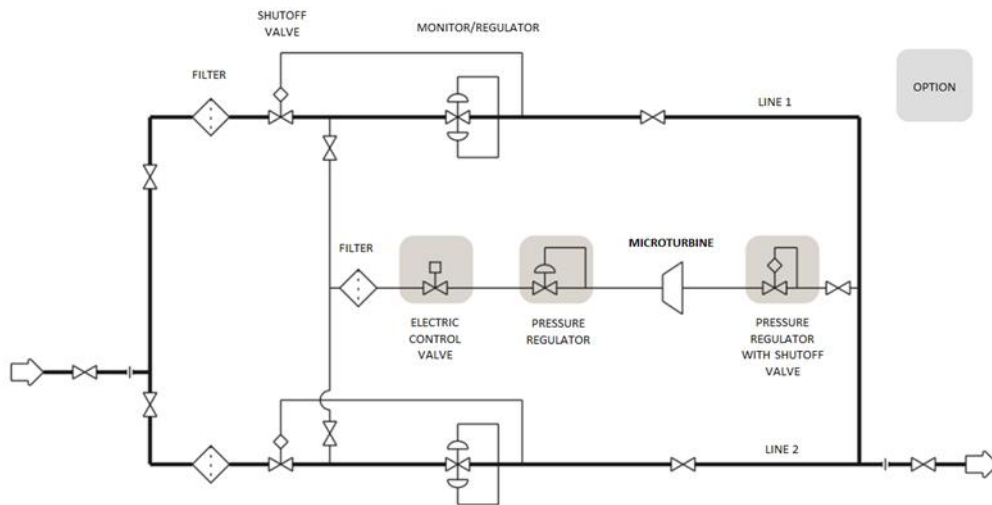 SHUTOFF
VALVE
MONITOR/REGULATOR
FILTER
OPTION
LINE 1
FILTER
MICROTURBINE
ELECTRIC
CONTROL
VALVE
PRESSURE
REGULATOR
PRESSURE
REGULATOR
WITH SHUTOFF
VALVE
LINE 2